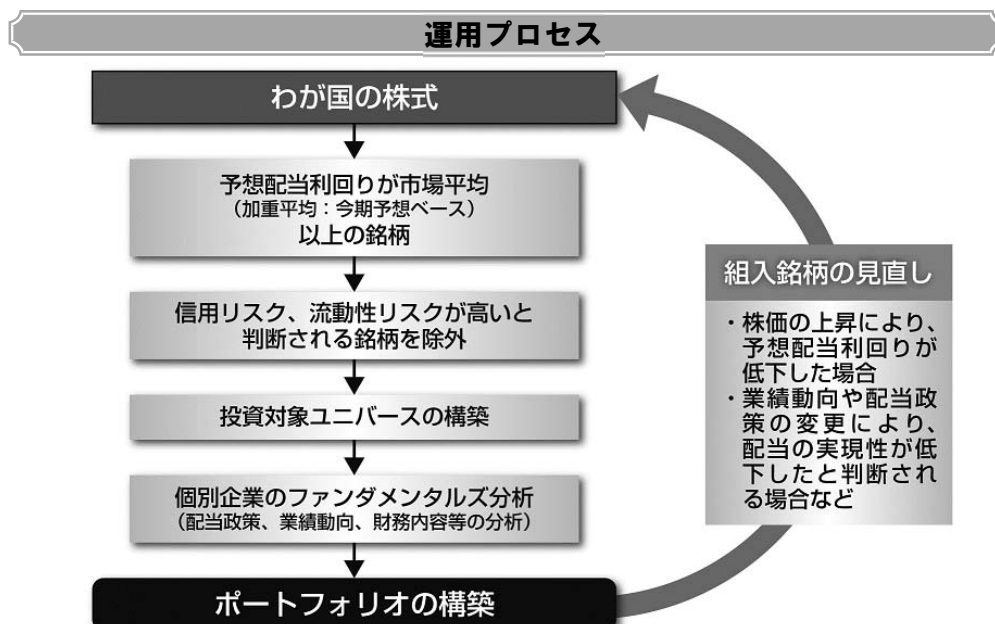 運用プロセス
わが国の株式
予想配当利回りが市場平均
（加重平均：今期予想ベース）
以上の銘柄
信用リスク、流動性リスクが高いと
判断される銘柄を除外
投資対象ユニバースの構築
個別企業のファンダメンタルズ分析
（配当政策、業績動向、財務内容等の分析）
ポートフォリオの構築
組入銘柄の見直し
・株価の上昇により、
予想配当利回りが
低下した場合
・業績動向や配当政
策の変更により、
配当の実現性が低
下したと判断され
る場合など